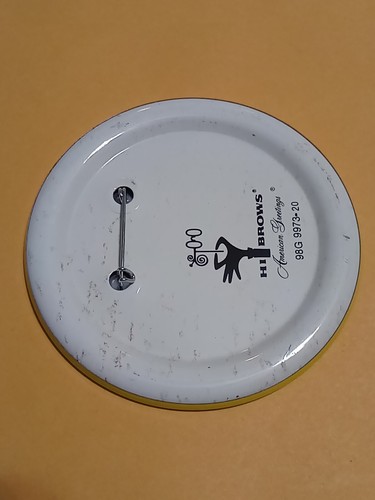 HI BROWS®
American Greetings®
98G 9973-20